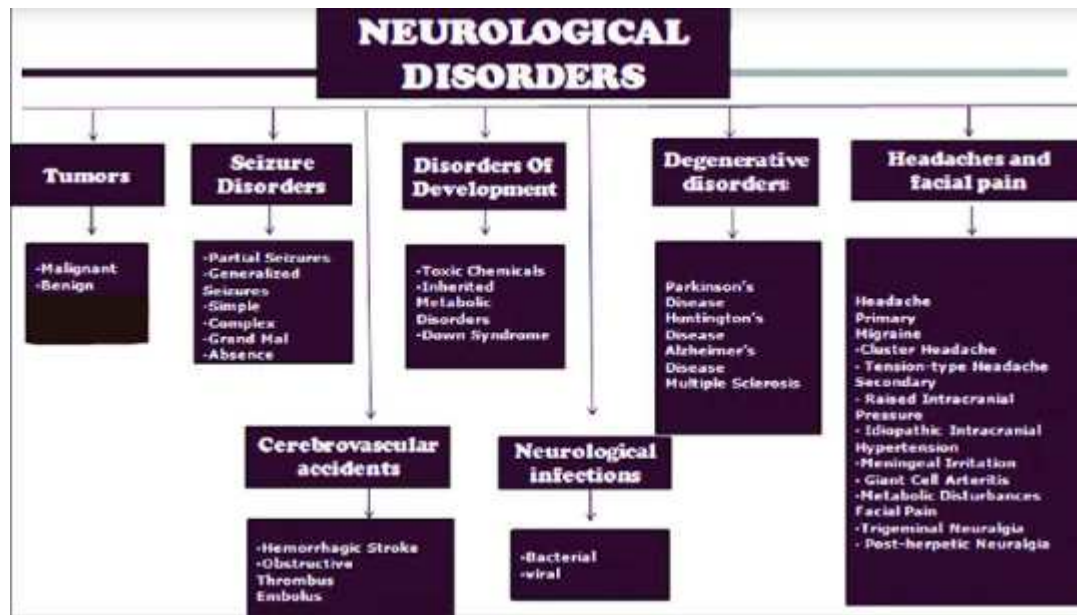 NEUROLOGICAL
DISORDERS
Tumors
-Malignant
-Benign
Seizure
Disorders
-Partial Seizures
-Generalized
Seizures
-Simple
-Complex
-Grand Mal
-Absence
Cerebrovascular
accidents
-Hemorrhagic Stroke
-Obstructive
Thrombus
Embolus
Disorders Of
Development
-Toxic Chemicals
-Inherited
Metabolic
Disorders
-Down Syndrome
Neurological
infections
-Bacterial
-viral
Degenerative
disorders
Parkinson's
Disease
Huntington's
Disease
Alzheimer's
Disease
Multiple Sclerosis
Headaches and
facial pain
Headache
Primary
Migraine
-Cluster Headache
- Tension-type Headache
Secondary
- Raised Intracranial
Pressure
- Idiopathic Intracranial
Hypertension
-Meningeal Irritation
- Giant Cell Arteritis
-Metabolic Disturbances
Facial Pain
-Trigeminal Neuralgia
- Post-herpetic Neuralgia